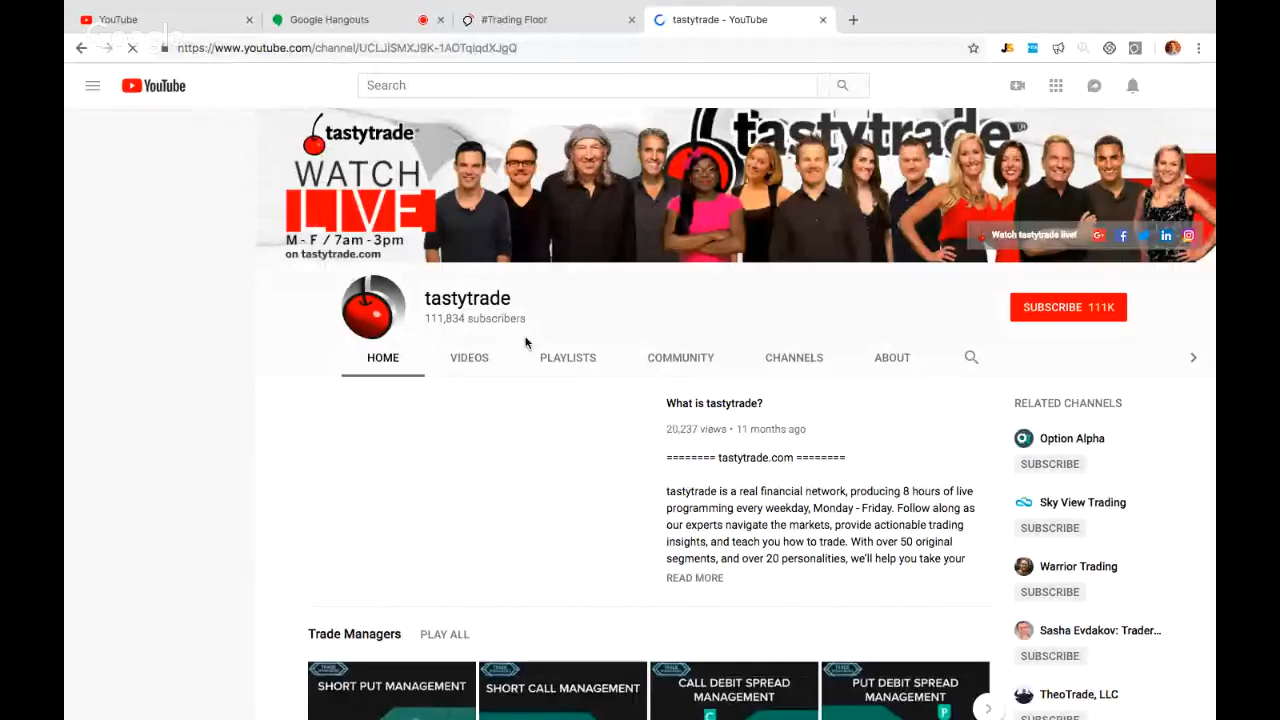 YouTube
Google Hangouts
#Trading Floor
tastytrade - YouTube
Google
https://www.youtube.com/channel/
YouTube
Search
tastytrade
WATCH
LIVE
M - F / 7am - 3pm
on tastytrade.com
tastytrade
Watch tastytrade live!
tastytrade
111,834 subscribers
SUBSCRIBE 111K
HOME
VIDEOS
PLAYLISTS
COMMUNITY
CHANNELS
ABOUT
What is tastytrade?
20,237 views • 11 months ago
======== tastytrade.com ========
tastytrade is a real financial network, producing 8 hours of live
programming every weekday, Monday - Friday. Follow along as
our experts navigate the markets, provide actionable trading
insights, and teach you how to trade. With over 50 original
segments, and over 20 personalities, we'll help you take your
READ MORE
RELATED CHANNELS
Option Alpha
SUBSCRIBE
Sky View Trading
SUBSCRIBE
Warrior Trading
SUBSCRIBE
Sasha Evdakov: Trader...
SUBSCRIBE
TheoTrade, LLC
SUBSCRIBE
Trade Managers
PLAY ALL
SHORT PUT MANAGEMENT
SHORT CALL MANAGEMENT
CALL DEBIT SPREAD
MANAGEMENT
PUT DEBIT SPREAD
MANAGEMENT